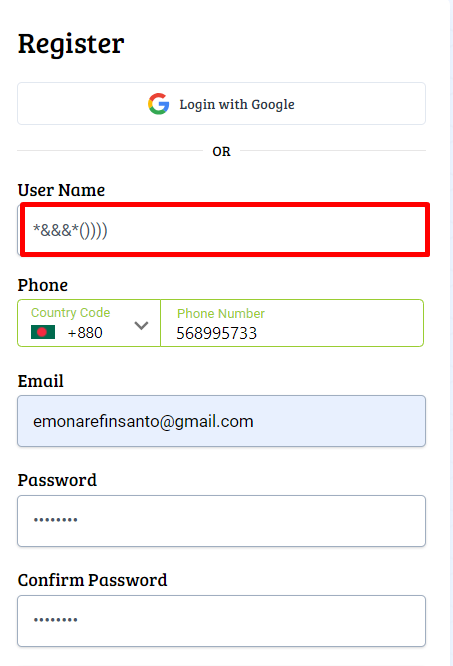 Register
Login with Google
OR
User Name
*&&&*()))) 
Phone
Country Code
+880
Phone Number
568995733
Email
emonarefinsanto@gmail.com
Password
••••••••
Confirm Password
••••••••